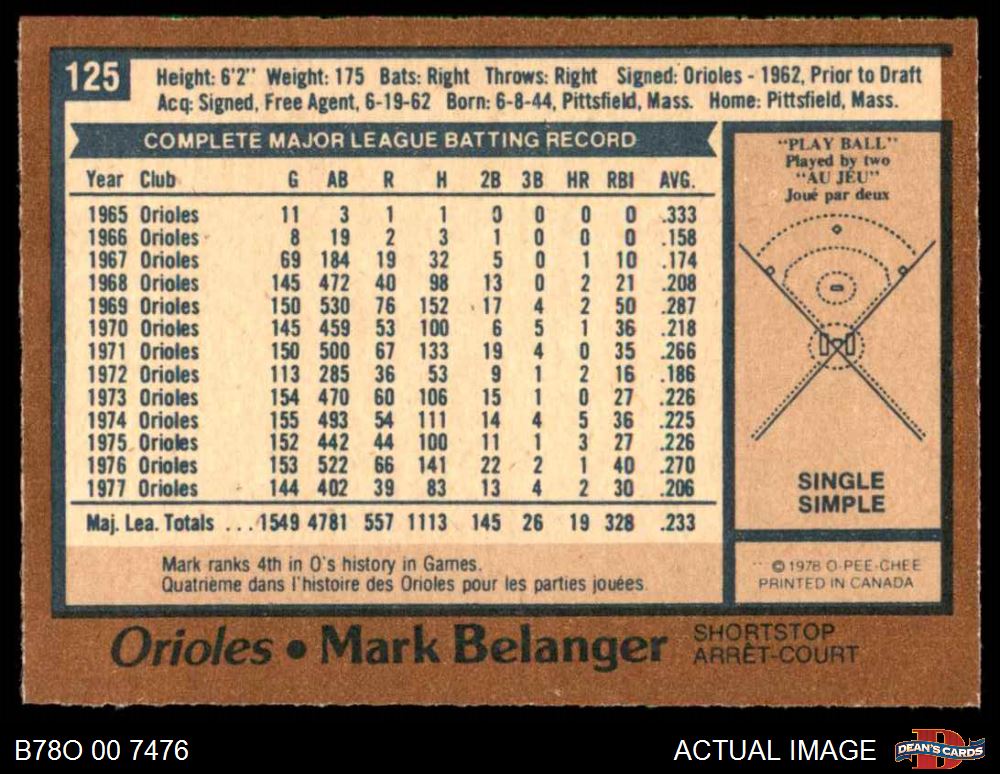 125
Height: 6'2" Weight: 175 Bats: Right Throws: Right Signed: Orioles - 1962, Prior to Draft
Acq: Signed, Free Agent, 6-19-62 Born: 6-8-44, Pittsfield, Mass. Home: Pittsfield, Mass.
COMPLETE MAJOR LEAGUE BATTING RECORD
Year Club G AB R H 2B 3B HR RBI AVG.
1965 Orioles 11 3 1 1 0 0 0 0 .333
1966 Orioles 8 19 2 3 1 0 0 0 .158
1967 Orioles 69 184 19 32 5 0 1 10 .174
1968 Orioles 145 472 40 98 13 0 2 21 .208
1969 Orioles 150 530 76 152 17 4 2 50 .287
1970 Orioles 145 459 53 100 6 5 1 36 .218
1971 Orioles 150 500 67 133 19 4 0 35 .266
1972 Orioles 113 285 36 53 9 1 2 16 .186
1973 Orioles 154 470 60 106 15 1 0 27 .226
1974 Orioles 155 493 54 111 14 4 5 36 .225
1975 Orioles 152 442 44 100 11 1 3 27 .226
1976 Orioles 153 522 66 141 22 2 1 40 .270
1977 Orioles 144 402 39 83 13 4 2 30 .206
Maj. Lea. Totals ... 1549 4781 557 1113 145 26 19 328 .233
Mark ranks 4th in O's history in Games.
Quatrième dans l'histoire des Orioles pour les parties jouées.
"PLAY BALL"
Played by two
"AU JEU"
Joué par deux
SINGLE
SIMPLE
© 1978 O-PEE-CHEE
PRINTED IN CANADA
Orioles • Mark Belanger
SHORTSTOP
ARRÊT-COURT
B78O 00 7476
ACTUAL IMAGE
DEAN'S CARDS